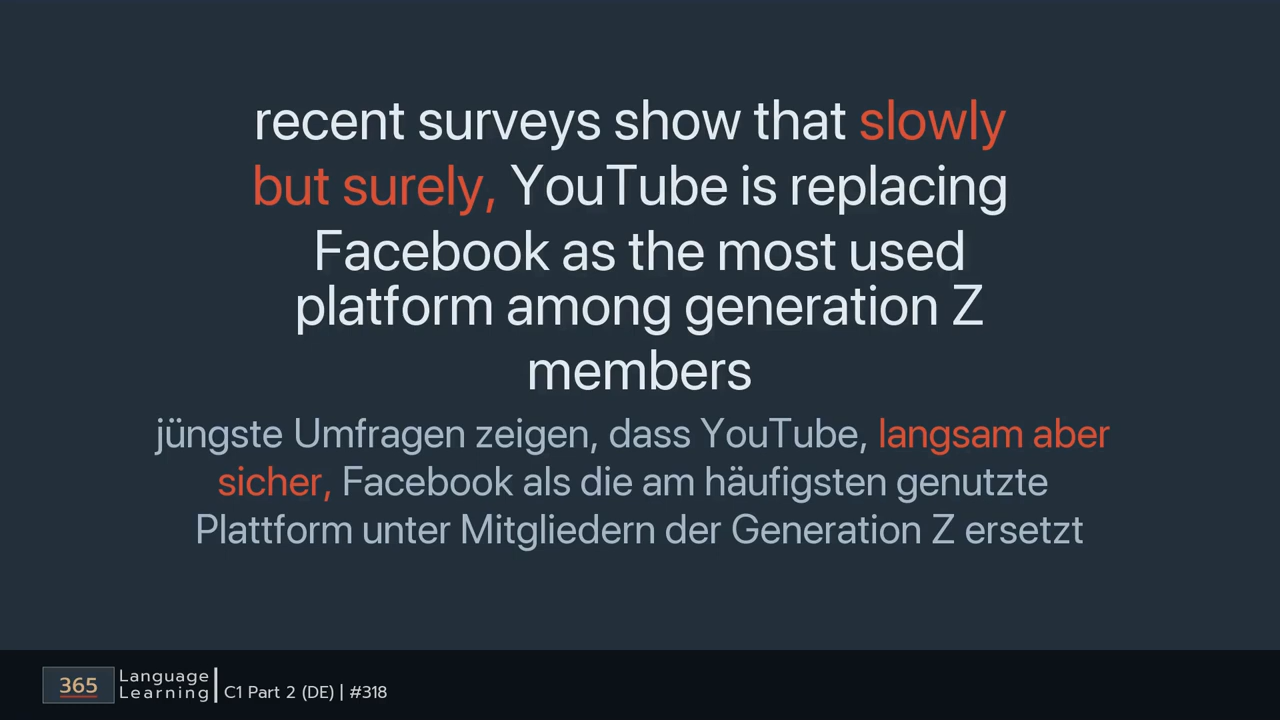 recent surveys show that slowly
but surely, YouTube is replacing
Facebook as the most used
platform among generation Z
members
jüngste Umfragen zeigen, dass YouTube, langsam aber
sicher, Facebook als die am häufigsten genutzte
Plattform unter Mitgliedern der Generation Z ersetzt
365 Language
Learning
C1 Part 2 (DE) | #318